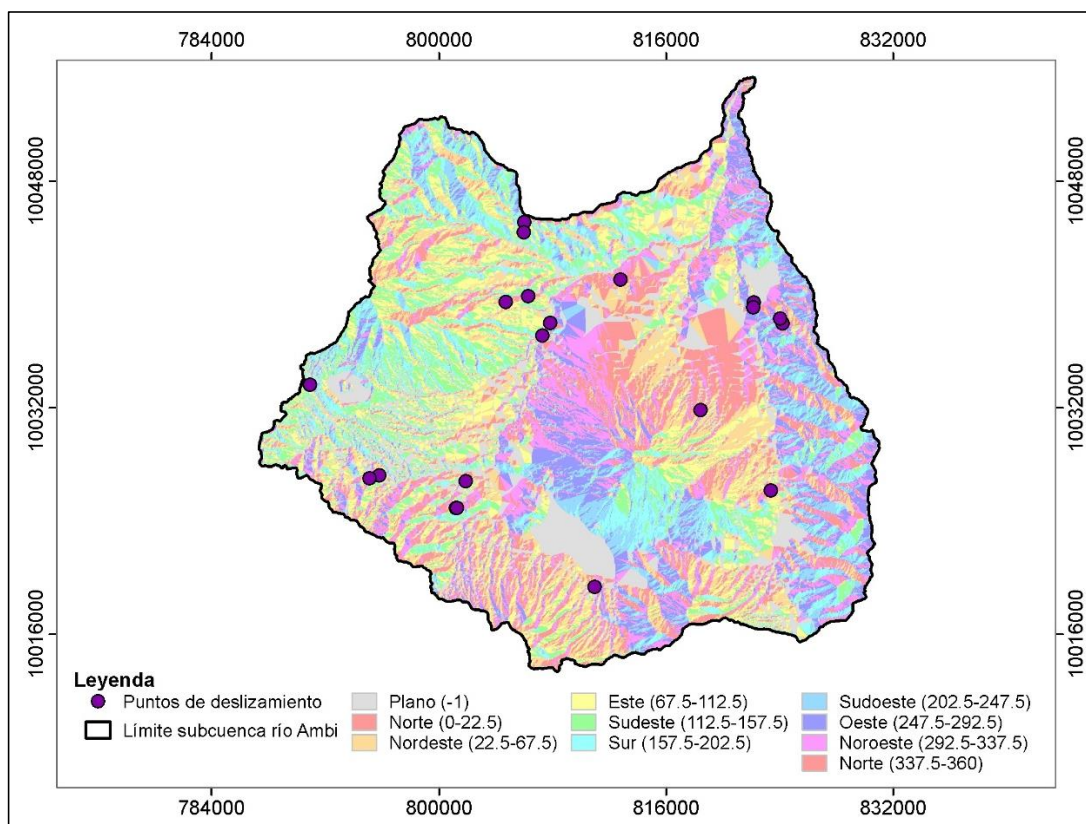 784000 800000 816000 832000
10048000 10048000
10032000 10032000
10016000 10016000
Leyenda
Puntos de deslizamiento
Límite subcuenca río Ambi
Plano (-1)
Norte (0-22.5)
Nordeste (22.5-67.5)
Este (67.5-112.5)
Sudeste (112.5-157.5)
Sur (157.5-202.5)
Sudoeste (202.5-247.5)
Oeste (247.5-292.5)
Noroeste (292.5-337.5)
Norte (337.5-360)
784000 800000 816000 832000